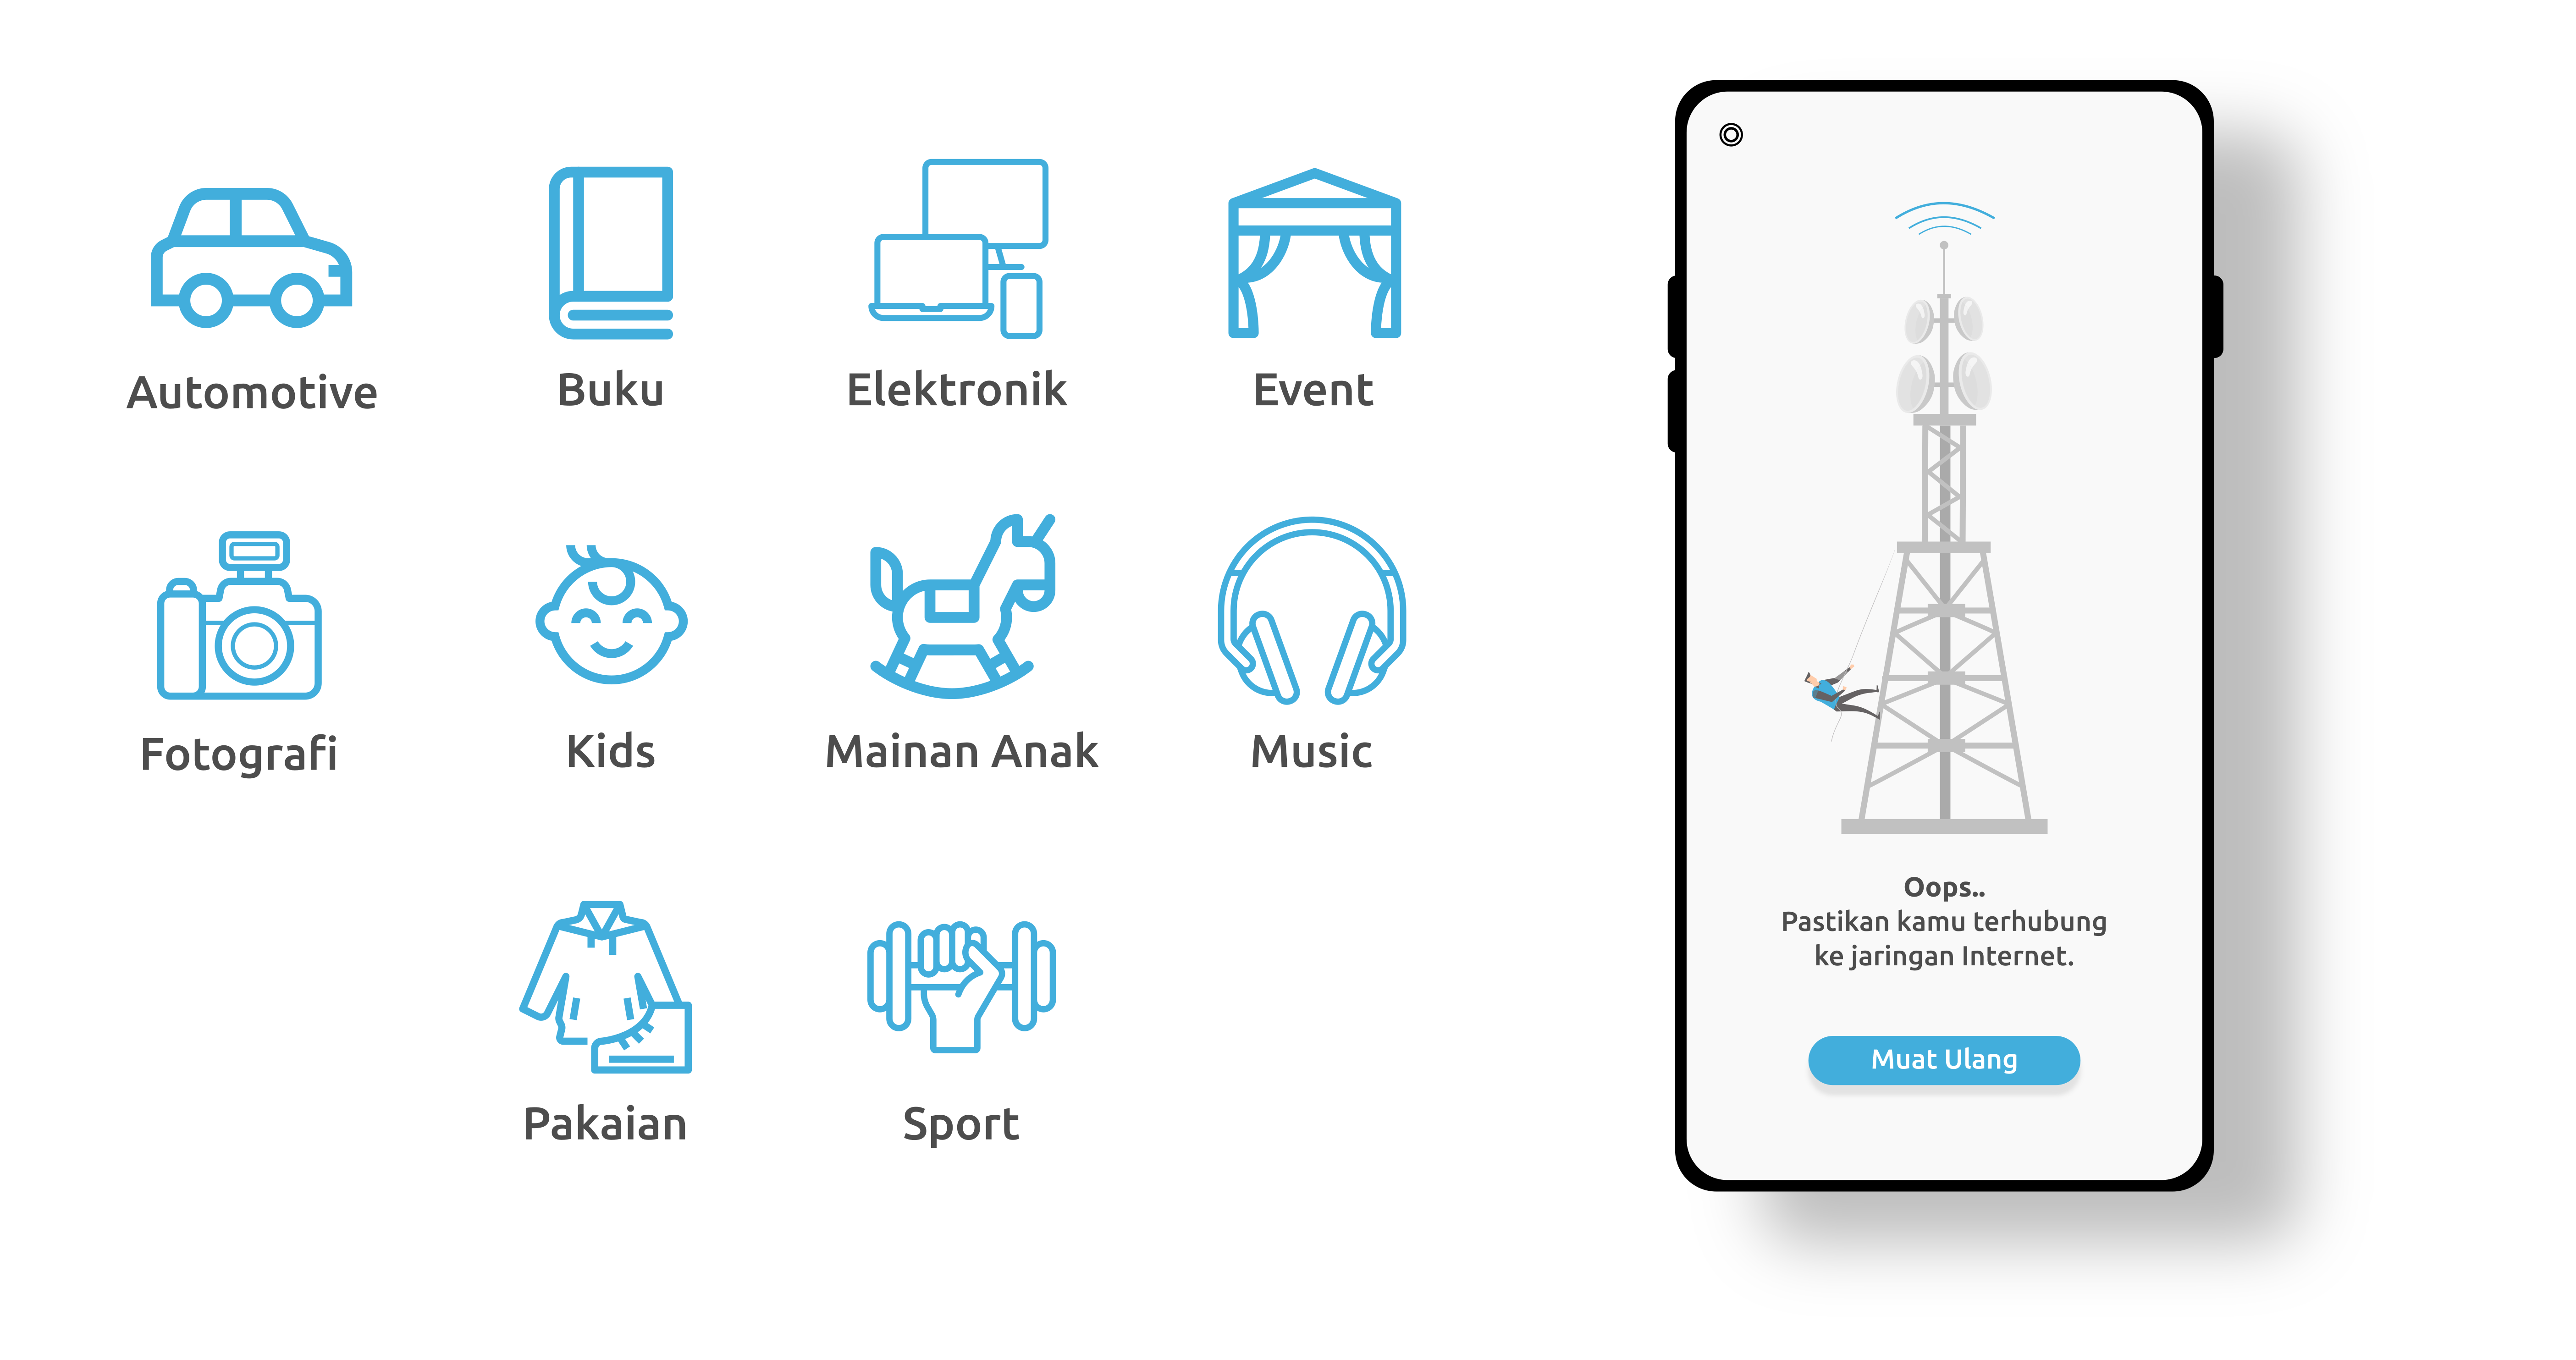 Automotive
Buku
Elektronik
Event
Fotografi
Kids
Mainan Anak
Music
Pakaian
Sport
Oops..
Pastikan kamu terhubung
ke jaringan Internet.
Muat Ulang